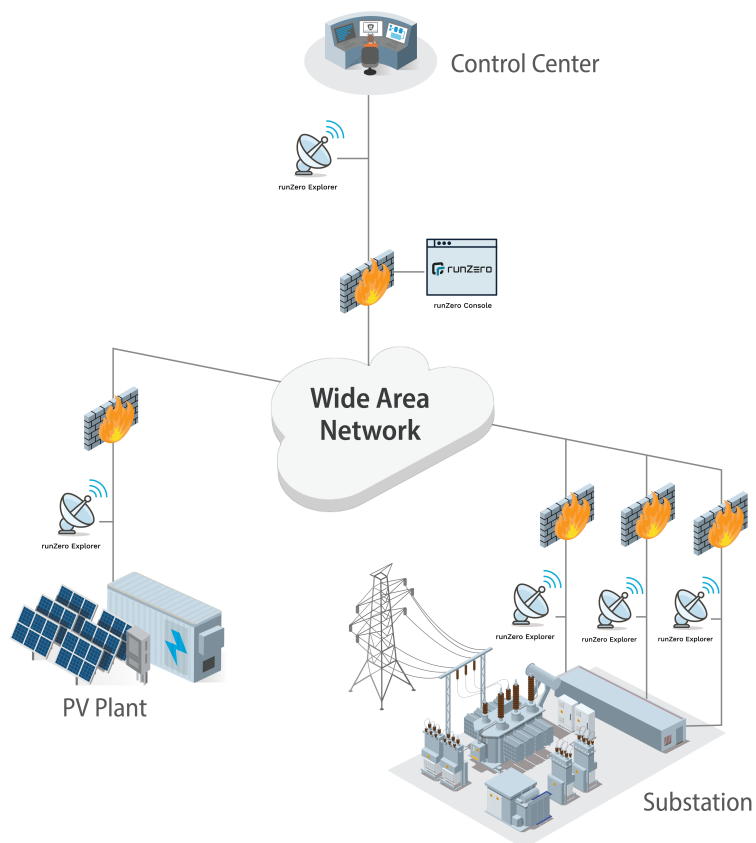 Control Center
runZero Explorer
runZero
runZero Console
Wide Area
Network
runZero Explorer
runZero Explorer
runZero Explorer
runZero Explorer
PV Plant
Substation